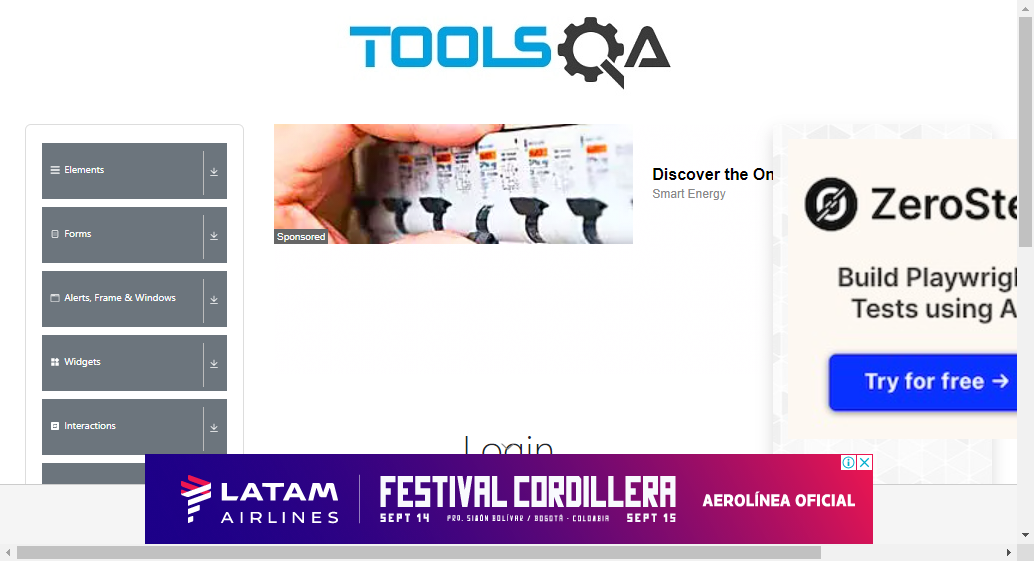 TOOLSQA
Elements
Forms
Alerts, Frame & Windows
Widgets
Interactions
Sponsored
Discover the On
Smart Energy
ZeroSte
Build Playwrig
Tests using A
Try for free →
Login
LATAM
AIRLINES
FESTIVAL CORDILLERA
SEPT 14 PRQ. SIMÓN BOLÍVAR / BOGOTÁ - COLOMBIA SEPT 15
AEROLÍNEA OFICIAL